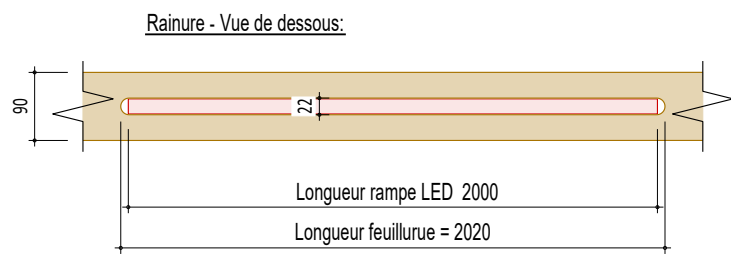 Rainure - Vue de dessous:
90
22
Longueur rampe LED 2000
Longueur feuillurue = 2020